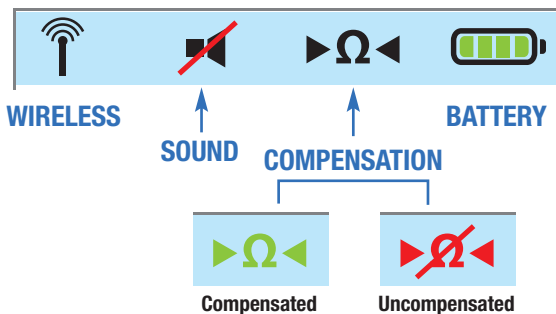 ▶Ω◀
WIRELESS
BATTERY
SOUND
COMPENSATION
▶Ω◀
▶Ω◀
Compensated
Uncompensated